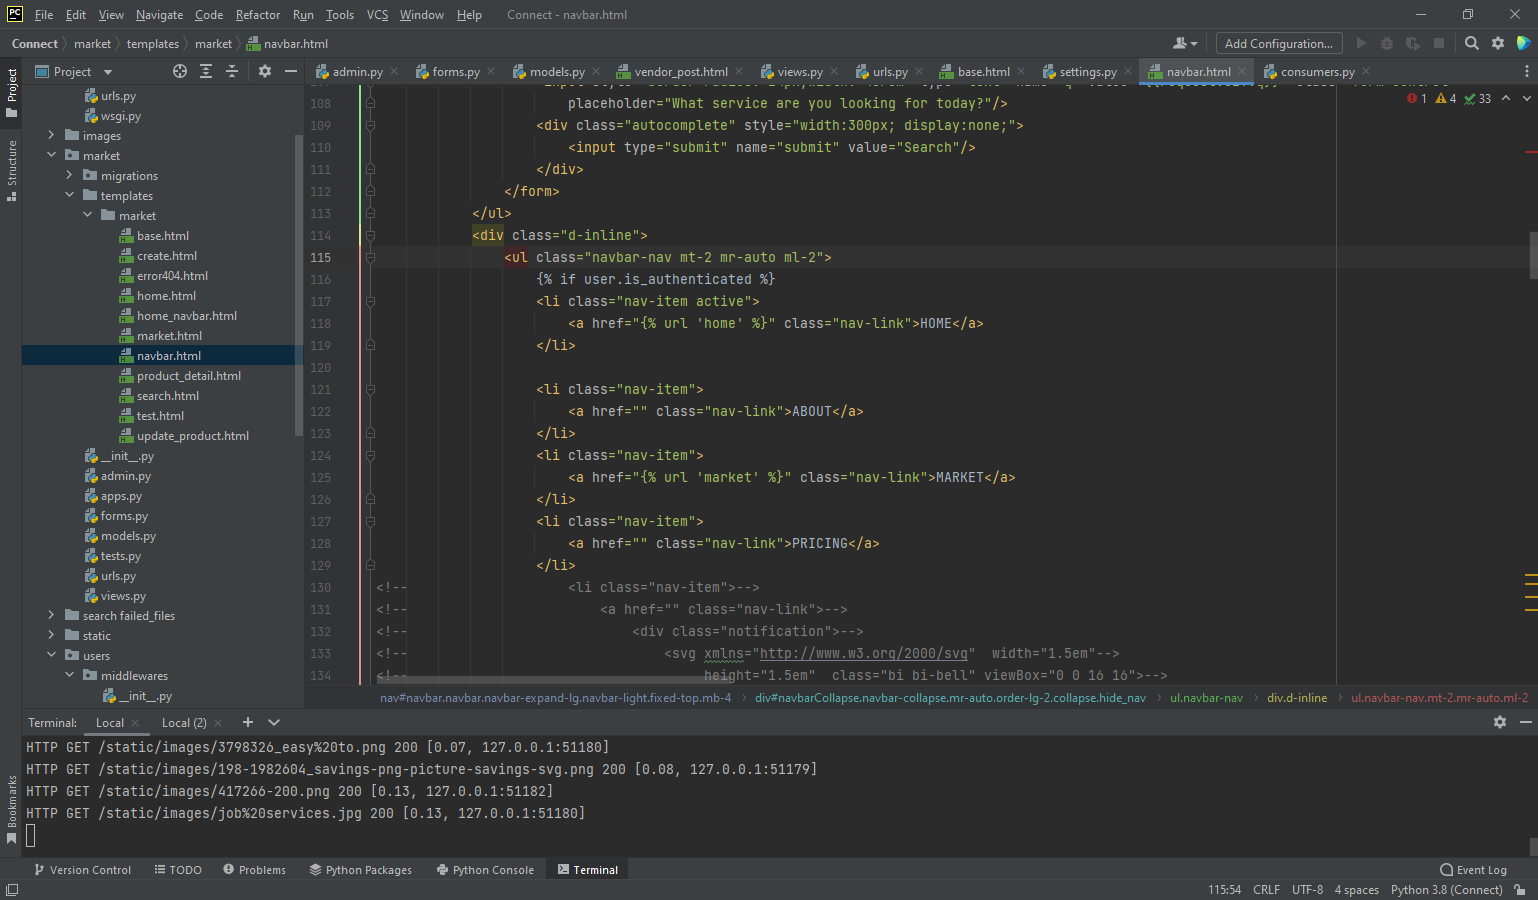 PC File Edit View Navigate Code Refactor Run Tools VCS Window Help Connect - navbar.html
Connect market templates market navbar.html Add Configuration...
Project
admin.py forms.py models.py vendor_post.html views.py urls.py base.html settings.py navbar.html consumers.py
Project
Structure
Bookmarks
urls.py
wsgi.py
images
market
migrations
templates
market
base.html
create.html
error404.html
home.html
home_navbar.html
market.html
navbar.html
product_detail.html
search.html
test.html
update_product.html
__init__.py
admin.py
apps.py
forms.py
models.py
tests.py
urls.py
views.py
search failed_files
static
users
middlewares
__init__.py
1 4 33
108 placeholder="What service are you looking for today?"/>
109 <div class="autocomplete" style="width:300px; display:none;">
110 <input type="submit" name="submit" value="Search"/>
111 </div>
112 </form>
113 </ul>
114 <div class="d-inline">
115 <ul class="navbar-nav mt-2 mr-auto ml-2">
116 {% if user.is_authenticated %}
117 <li class="nav-item active">
118 <a href="{% url 'home' %}" class="nav-link">HOME</a>
119 </li>
120
121 <li class="nav-item">
122 <a href="" class="nav-link">ABOUT</a>
123 </li>
124 <li class="nav-item">
125 <a href="{% url 'market' %}" class="nav-link">MARKET</a>
126 </li>
127 <li class="nav-item">
128 <a href="" class="nav-link">PRICING</a>
129 </li>
130 <!-- <li class="nav-item">-->
131 <!-- <a href="" class="nav-link">-->
132 <!-- <div class="notification">-->
133 <!-- <svg xmlns="http://www.w3.org/2000/svg" width="1.5em"-->
134 <!-- height="1.5em" class="bi bi-bell" viewBox="0 0 16 16">-->
nav#navbar.navbar.navbar-expand-lg.navbar-light.fixed-top.mb-4 div#navbarCollapse.navbar-collapse.mr-auto.order-lg-2.collapse.hide_nav ul.navbar-nav div.d-inline ul.navbar-nav.mt-2.mr-auto.ml-2
Terminal: Local Local (2)
HTTP GET /static/images/3798326_easy%20to.png 200 [0.07, 127.0.0.1:51180]
HTTP GET /static/images/198-1982604_savings-png-picture-savings-svg.png 200 [0.08, 127.0.0.1:51179]
HTTP GET /static/images/417266-200.png 200 [0.13, 127.0.0.1:51182]
HTTP GET /static/images/job%20services.jpg 200 [0.13, 127.0.0.1:51180]
Version Control TODO Problems Python Packages Python Console Terminal Event Log
115:54 CRLF UTF-8 4 spaces Python 3.8 (Connect)